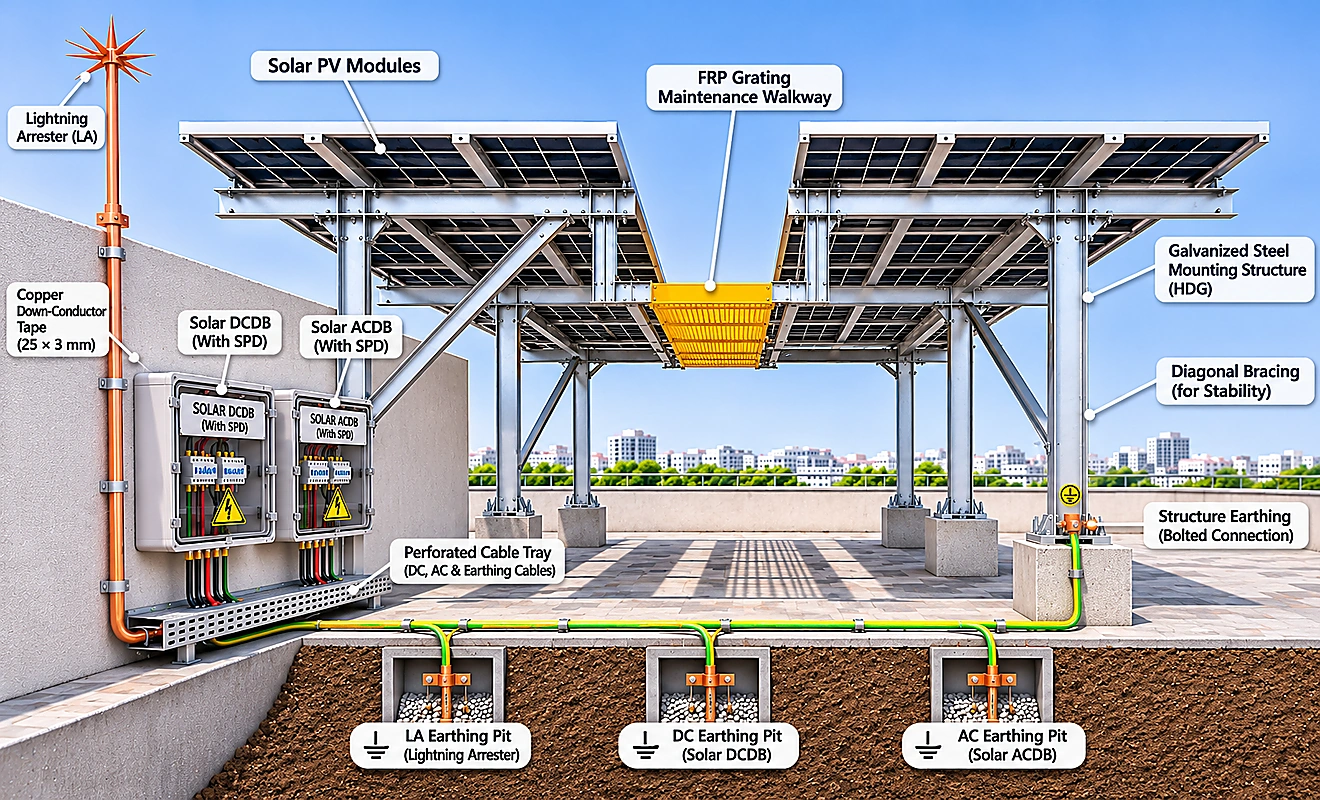 Solar PV Modules
FRP Grating
Maintenance Walkway
Lightning
Arrester (LA)
Galvanized Steel
Mounting Structure
(HDG)
Copper
Down-Conductor
Tape
(25 × 3 mm)
Solar DCDB
(With SPD)
Solar ACDB
(With SPD)
Diagonal Bracing
(for Stability)
SOLAR DCDB
(With SPD)
SOLAR ACDB
(With SPD)
Structure Earthing
(Bolted Connection)
Perforated Cable Tray
(DC, AC & Earthing Cables)
LA Earthing Pit
(Lightning Arrester)
DC Earthing Pit
(Solar DCDB)
AC Earthing Pit
(Solar ACDB)